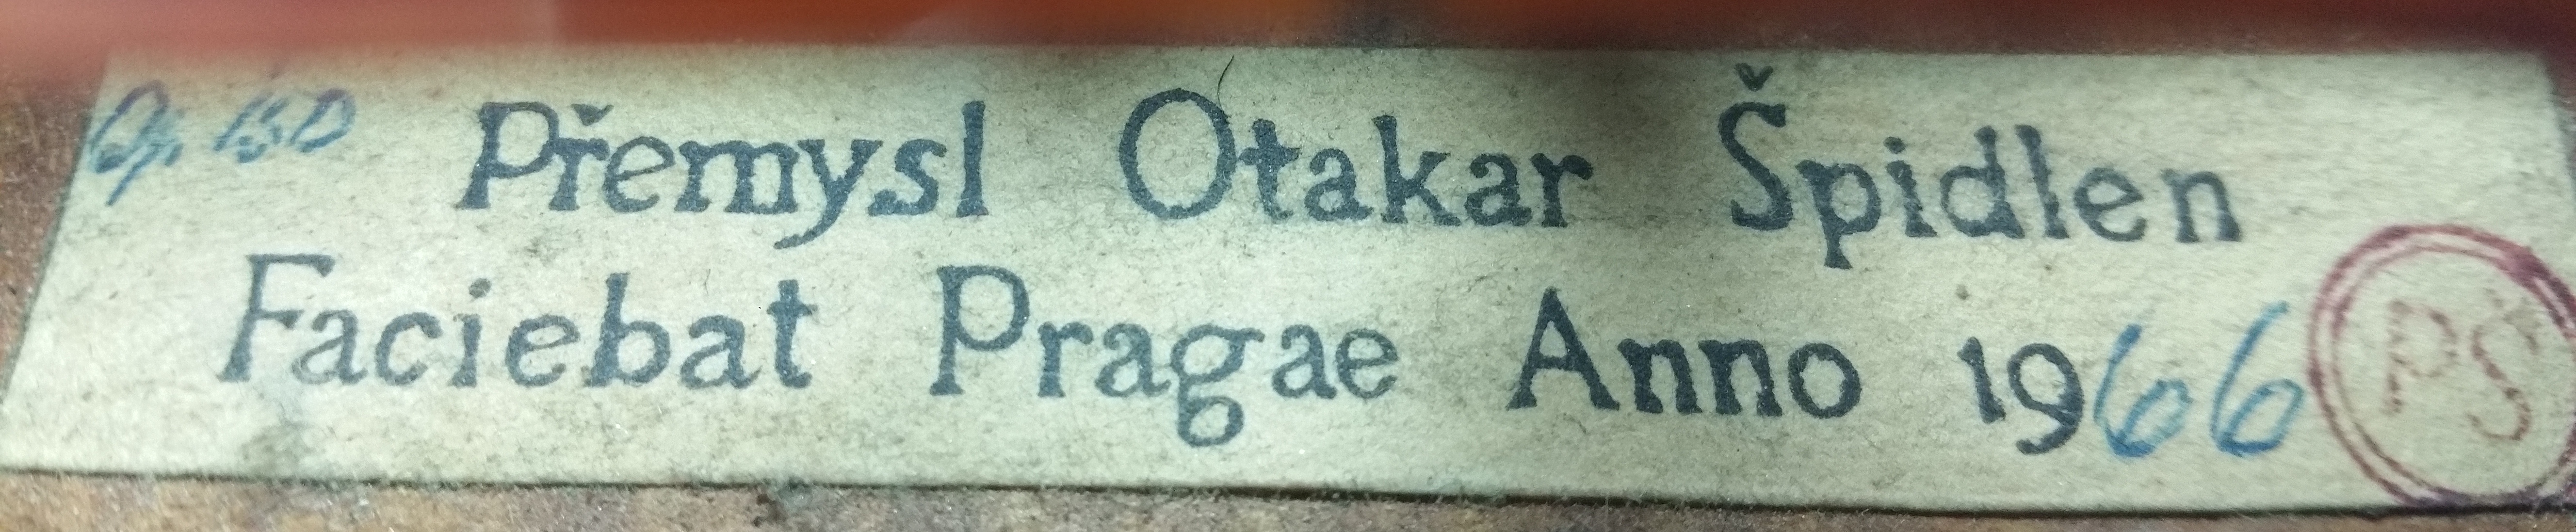 Op. 150 Přemysl Otakar Špidlen
Faciebat Pragae Anno 1966
PŠ